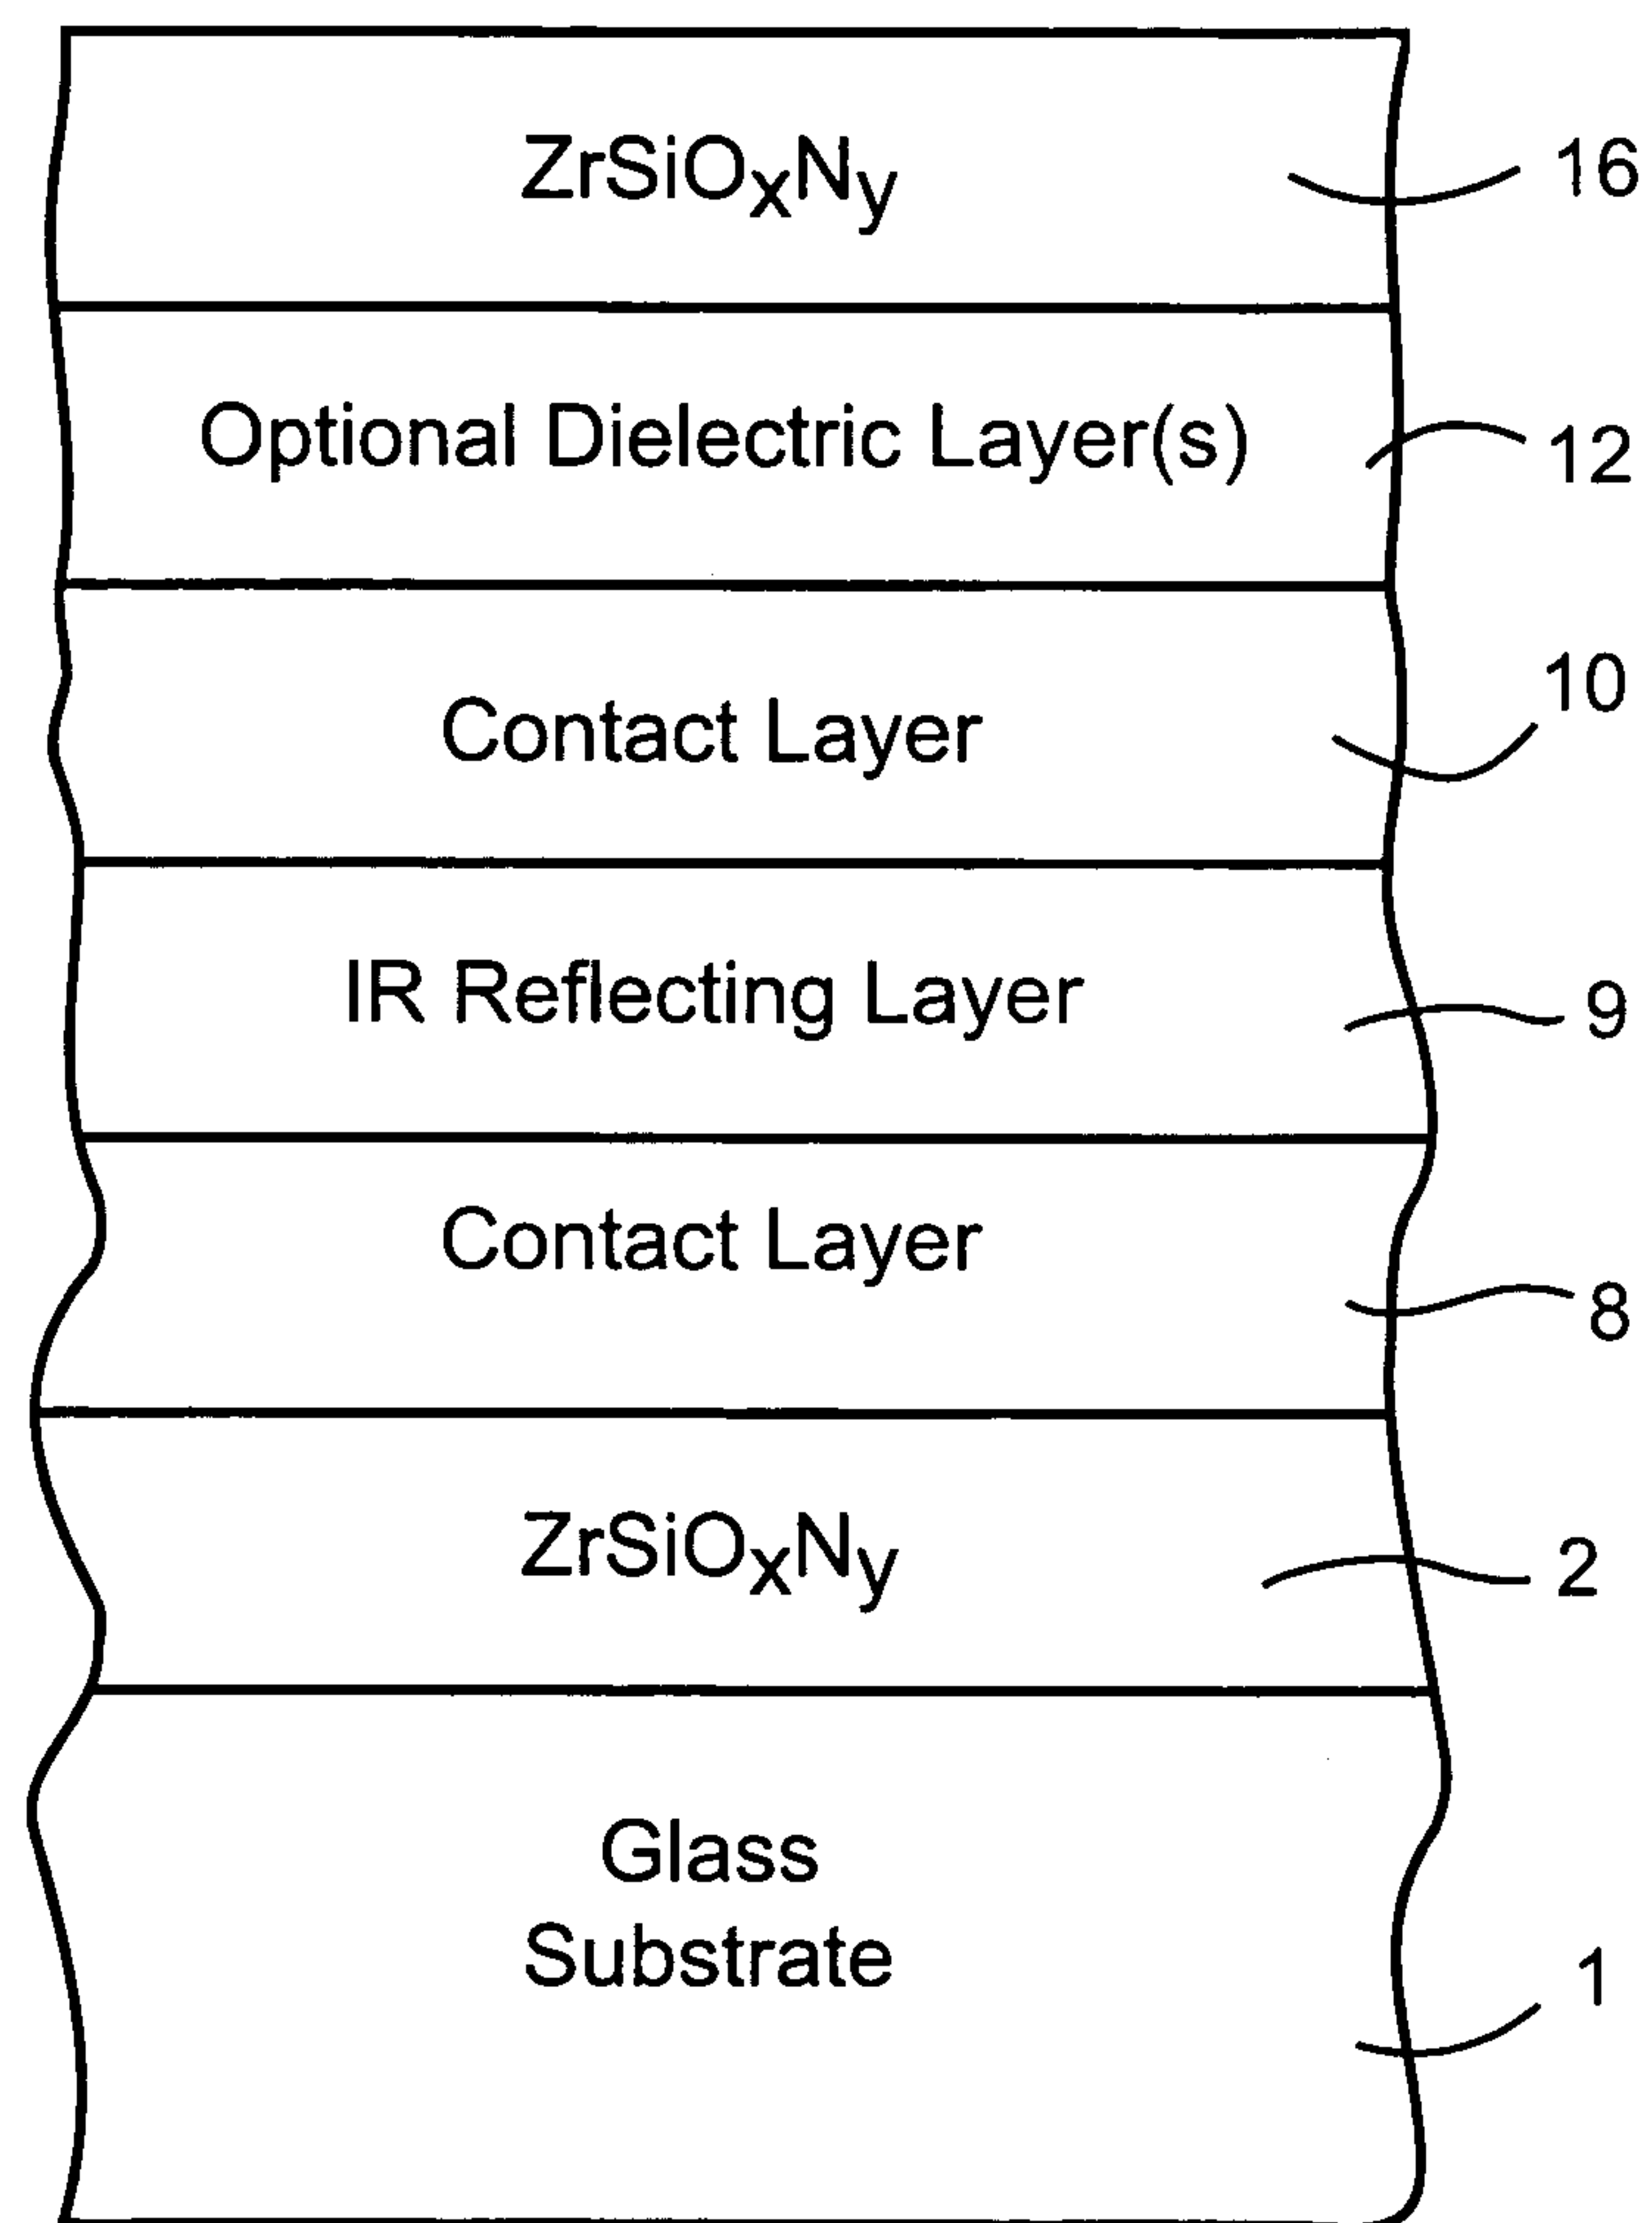 ZrSiOxNy 16
Optional Dielectric Layer(s) 12
Contact Layer 10
IR Reflecting Layer 9
Contact Layer 8
ZrSiOxNy 2
Glass
Substrate
1